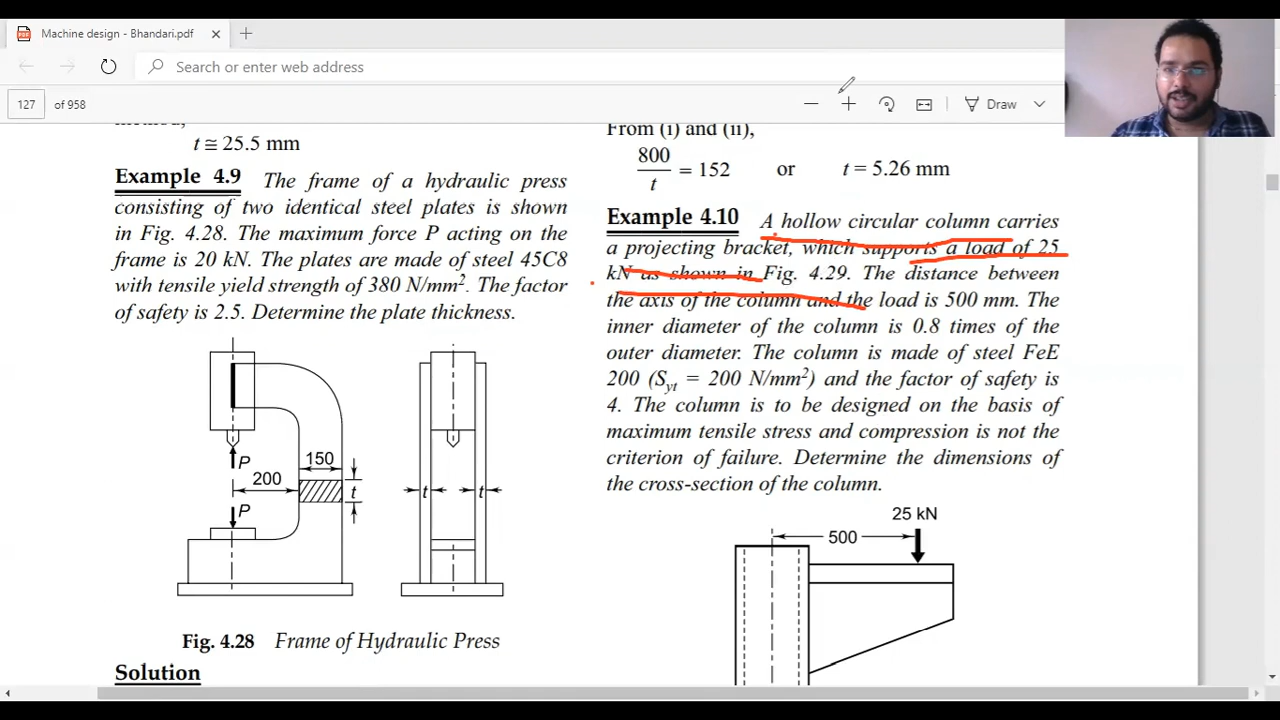 Machine design - Bhandari.pdf
Search or enter web address
127 of 958
Draw
t ≅ 25.5 mm
Example 4.9 The frame of a hydraulic press
consisting of two identical steel plates is shown
in Fig. 4.28. The maximum force P acting on the
frame is 20 kN. The plates are made of steel 45C8
with tensile yield strength of 380 N/mm². The factor
of safety is 2.5. Determine the plate thickness.
P
150
200
t
P
t
t
Fig. 4.28 Frame of Hydraulic Press
Solution
From (i) and (ii),
800/t = 152 or t = 5.26 mm
Example 4.10 A hollow circular column carries
a projecting bracket, which supports a load of 25
kN as shown in Fig. 4.29. The distance between
the axis of the column and the load is 500 mm. The
inner diameter of the column is 0.8 times of the
outer diameter. The column is made of steel FeE
200 (Syt = 200 N/mm²) and the factor of safety is
4. The column is to be designed on the basis of
maximum tensile stress and compression is not the
criterion of failure. Determine the dimensions of
the cross-section of the column.
25 kN
500